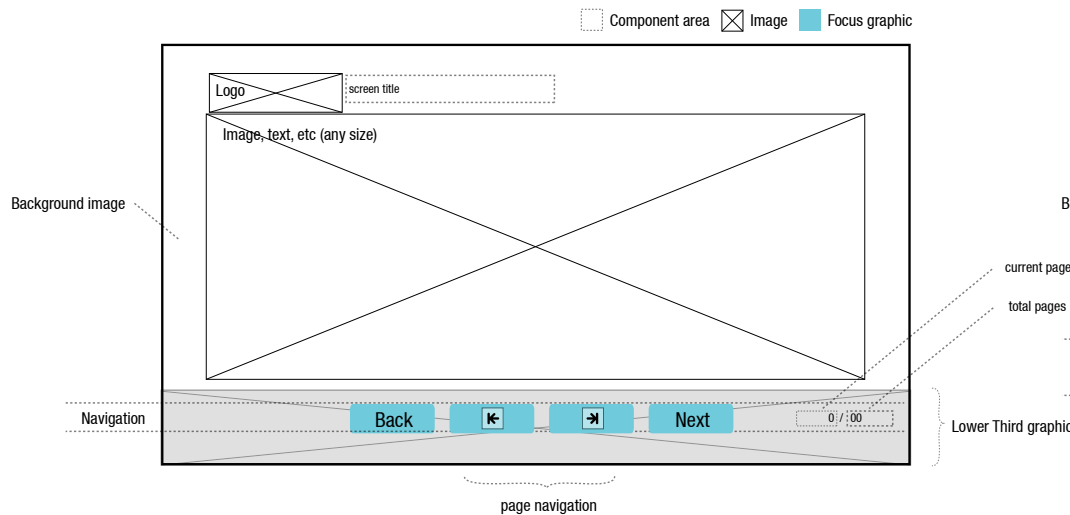 Component area
Image
Focus graphic
Logo
screen title
Image, text, etc (any size)
Background image
B
current page
total pages
Navigation
Back
Next
0 / 00
Lower Third graphic
page navigation